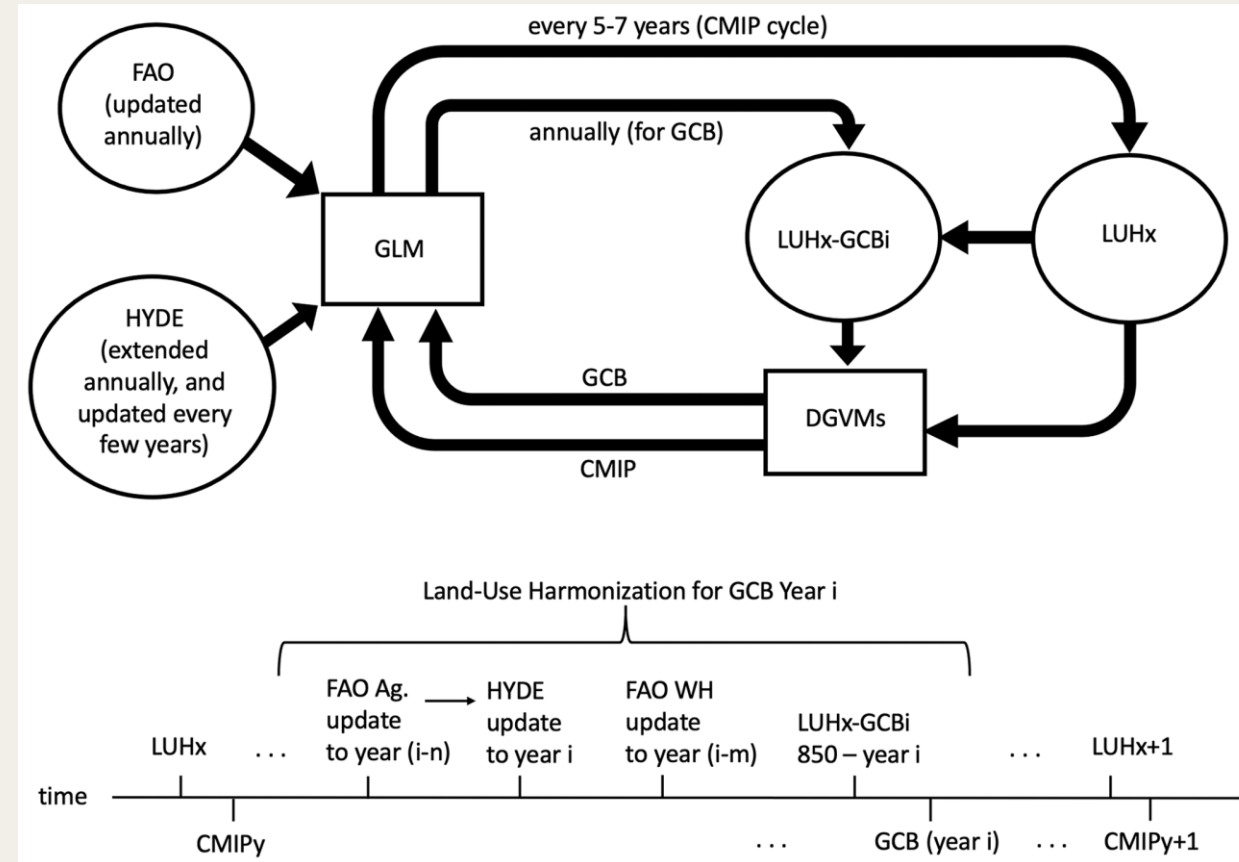 every 5-7 years (CMIP cycle)
FAO
(updated
annually)
annually (for GCB)
GLM
LUHx-GCBi
LUHx
HYDE
(extended
annually, and
updated every
few years)
GCB
DGVMs
CMIP
Land-Use Harmonization for GCB Year i
FAO Ag.
update
to year (i-n)
HYDE
update
to year i
FAO WH
update
to year (i-m)
LUHx-GCBi
850 – year i
LUHx
. . .
. . .
LUHx+1
time
CMIPy
. . .
GCB (year i)
. . .
CMIPy+1